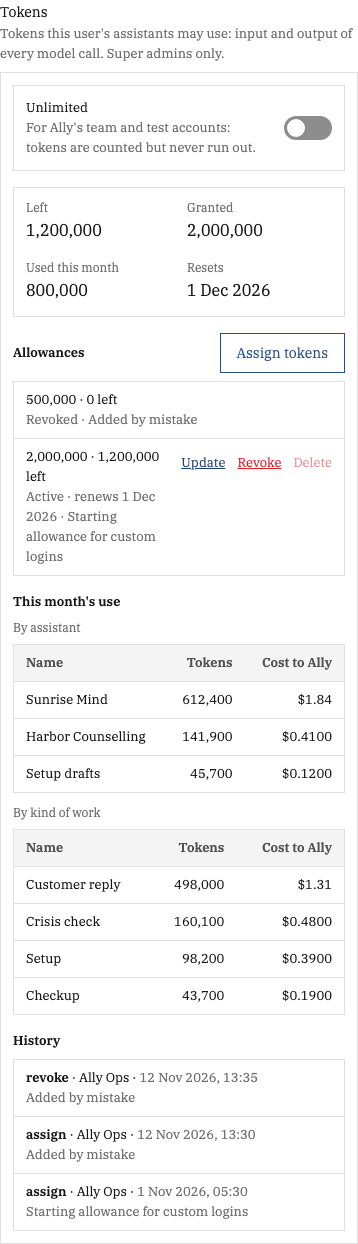 Tokens
Tokens this user's assistants may use: input and output of
every model call. Super admins only.
Unlimited
For Ally's team and test accounts:
tokens are counted but never run out.
Left
Granted
1,200,000
2,000,000
Used this month
Resets
800,000
1 Dec 2026
Allowances
Assign tokens
500,000 · 0 left
Revoked · Added by mistake
2,000,000 · 1,200,000
left
Update Revoke Delete
Active · renews 1 Dec
2026 · Starting
allowance for custom
logins
This month's use
By assistant
Name Tokens Cost to Ally
Sunrise Mind 612,400 $1.84
Harbor Counselling 141,900 $0.4100
Setup drafts 45,700 $0.1200
By kind of work
Name Tokens Cost to Ally
Customer reply 498,000 $1.31
Crisis check 160,100 $0.4800
Setup 98,200 $0.3900
Checkup 43,700 $0.1900
History
revoke · Ally Ops · 12 Nov 2026, 13:35
Added by mistake
assign · Ally Ops · 12 Nov 2026, 13:30
Added by mistake
assign · Ally Ops · 1 Nov 2026, 05:30
Starting allowance for custom logins